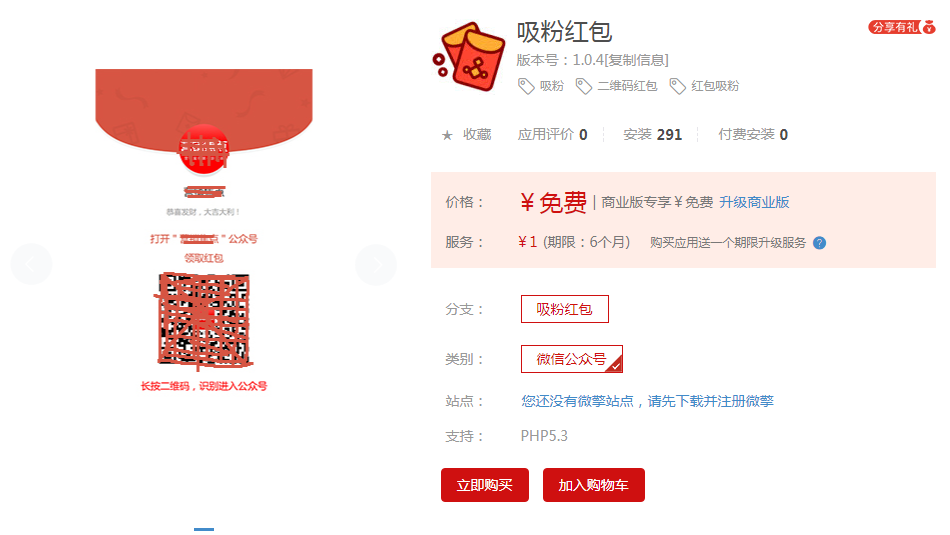 吸粉红包
分享有礼
版本号：1.0.4[复制信息]
吸粉 二维码红包 红包吸粉
★ 收藏 应用评价 0 安装 291 付费安装 0
价格： ￥免费 | 商业版专享￥免费 升级商业版
服务： ￥1 (期限：6个月) 购买应用送一个期限升级服务 ?
分支： 吸粉红包
类别： 微信公众号
站点： 您还没有微擎站点，请先下载并注册微擎
支持： PHP5.3
立即购买 加入购物车
恭喜发财，大吉大利！
打开“ ”公众号
领取红包
长按二维码，识别进入公众号